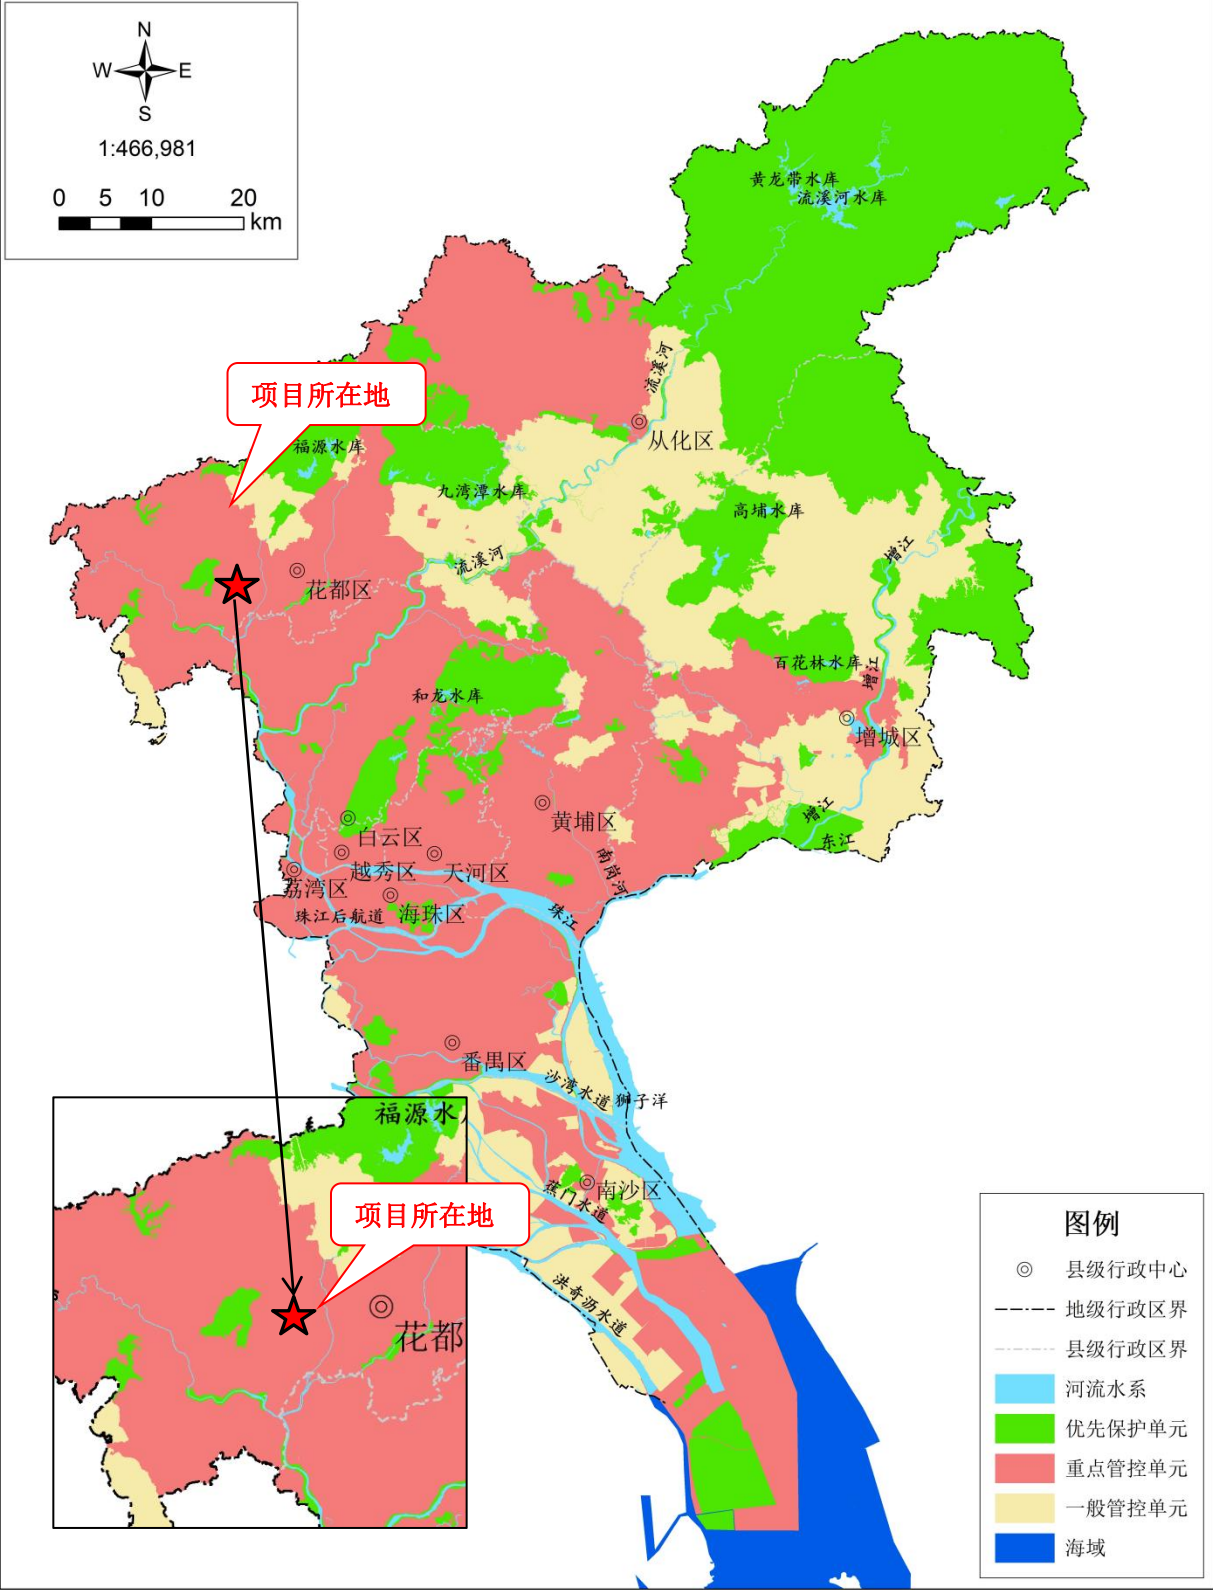 N
W E
S
1:466,981
0 5 10 20
km
黄龙带水库
流溪河水库
流溪河
项目所在地
从化区
福源水库
九湾潭水库
高埔水库
增江
流溪河
花都区
百花林水库
增江
和龙水库
增城区
增江
黄埔区
白云区
东江
越秀区
天河区
南岗河
荔湾区
珠江后航道
海珠区
珠江
番禺区
沙湾水道
狮子洋
福源水
南沙区
蕉门水道
项目所在地
洪奇沥水道
花都
图例
县级行政中心
地级行政区界
县级行政区界
河流水系
优先保护单元
重点管控单元
一般管控单元
海域